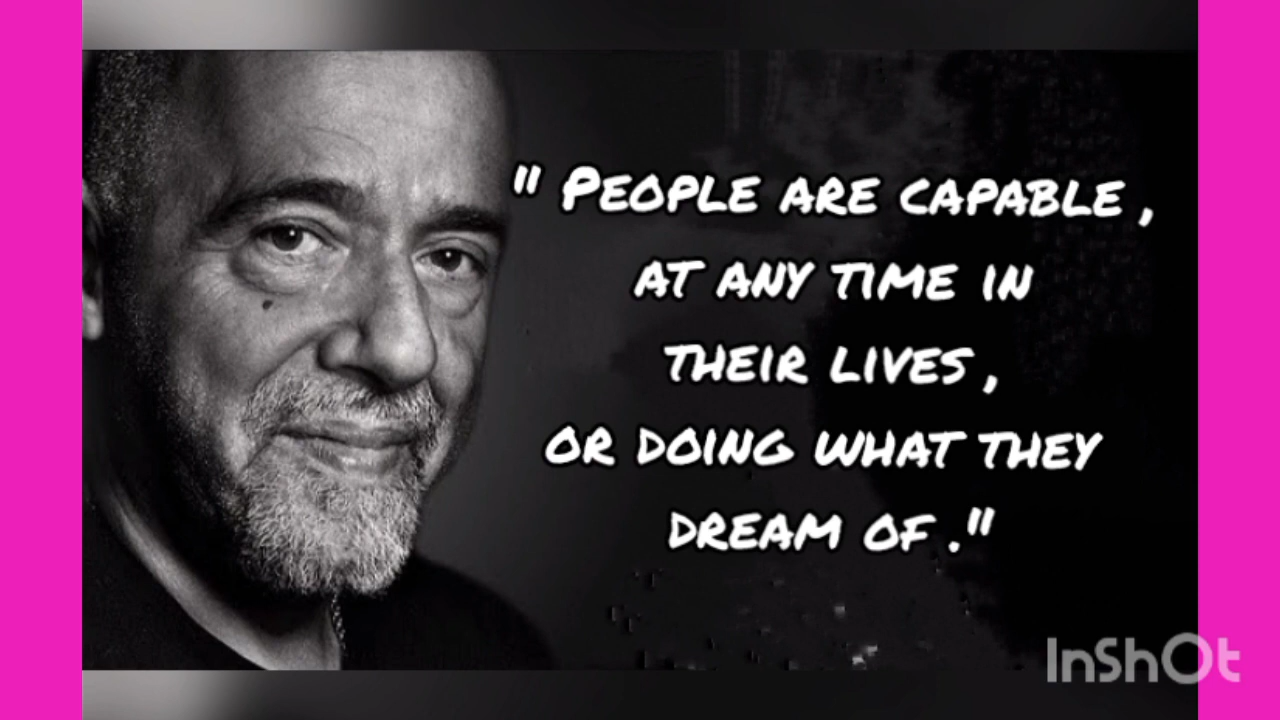 " PEOPLE ARE CAPABLE ,
AT ANY TIME IN
THEIR LIVES ,
OR DOING WHAT THEY
DREAM OF ."
InShOt